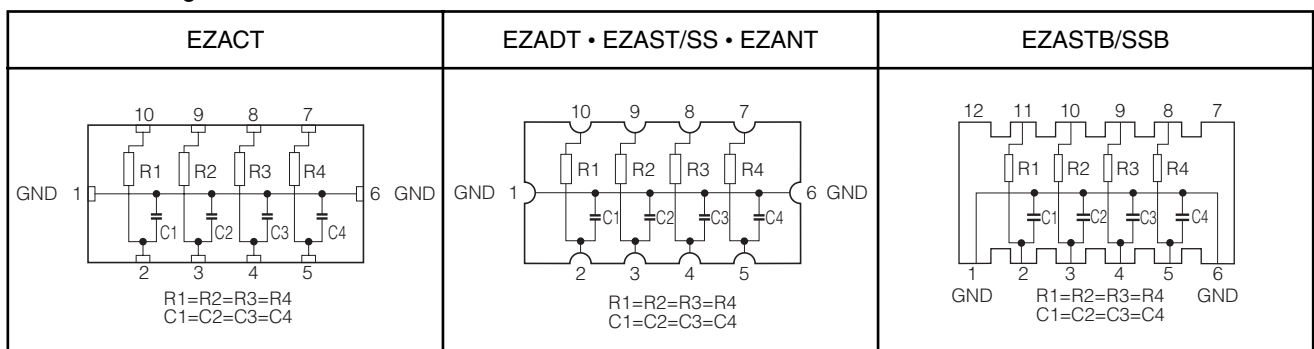 EZACT
EZADT • EZAST/SS • EZANT
EZASTB/SSB
10 9 8 7
R1 R2 R3 R4
GND 1 6 GND
C1 C2 C3 C4
2 3 4 5
R1=R2=R3=R4
C1=C2=C3=C4
10 9 8 7
R1 R2 R3 R4
GND 1 6 GND
C1 C2 C3 C4
2 3 4 5
R1=R2=R3=R4
C1=C2=C3=C4
12 11 10 9 8 7
R1 R2 R3 R4
C1 C2 C3 C4
1 2 3 4 5 6
GND R1=R2=R3=R4 GND
C1=C2=C3=C4